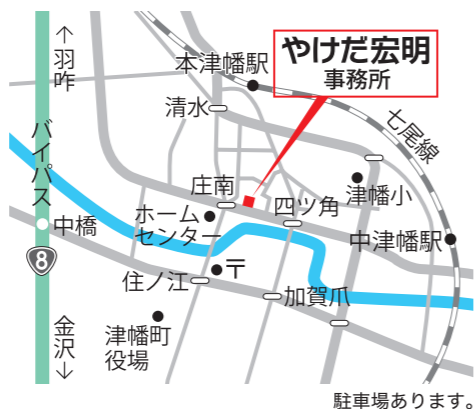 やけだ宏明
事務所
↑羽咋
本津幡駅
清水
七尾線
バイパス
庄南
津幡小
ホーム
センター
四ツ角
中橋
中津幡駅
8
〒
住ノ江
加賀爪
金沢↓
津幡町
役場
駐車場あります。